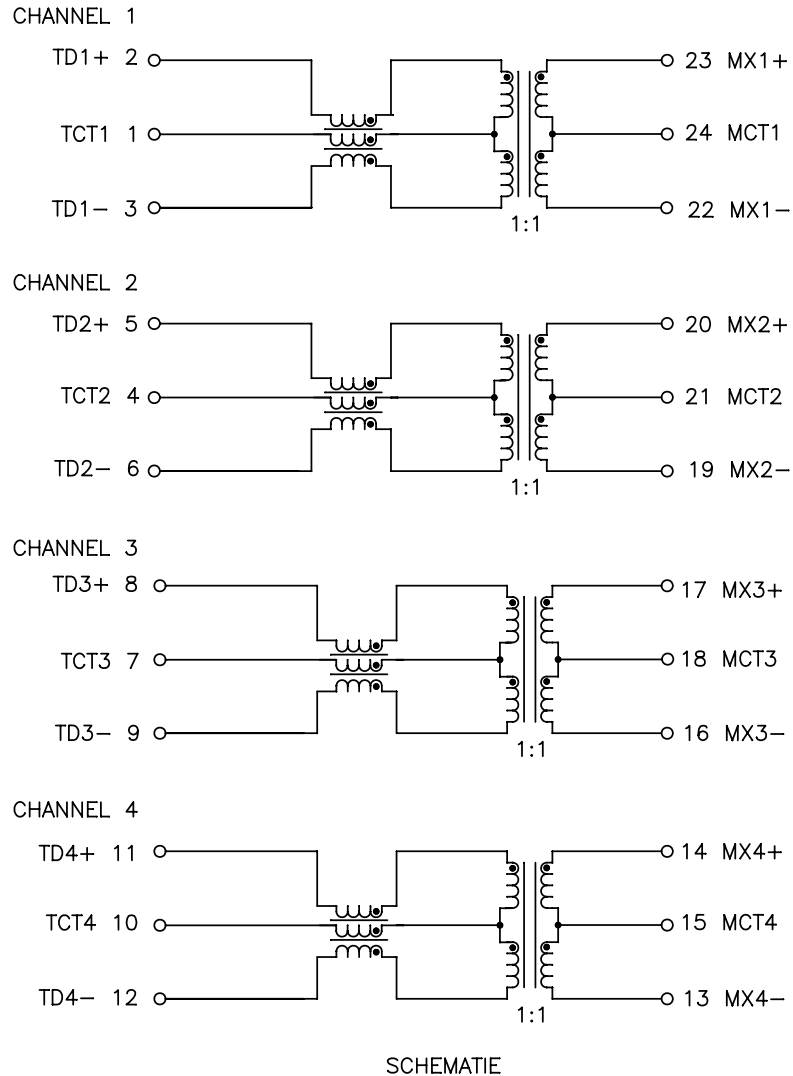 CHANNEL 1
TD1+ 2 23 MX1+
TCT1 1 24 MCT1
TD1− 3 22 MX1−
1:1
CHANNEL 2
TD2+ 5 20 MX2+
TCT2 4 21 MCT2
TD2− 6 19 MX2−
1:1
CHANNEL 3
TD3+ 8 17 MX3+
TCT3 7 18 MCT3
TD3− 9 16 MX3−
1:1
CHANNEL 4
TD4+ 11 14 MX4+
TCT4 10 15 MCT4
TD4− 12 13 MX4−
1:1
SCHEMATIE